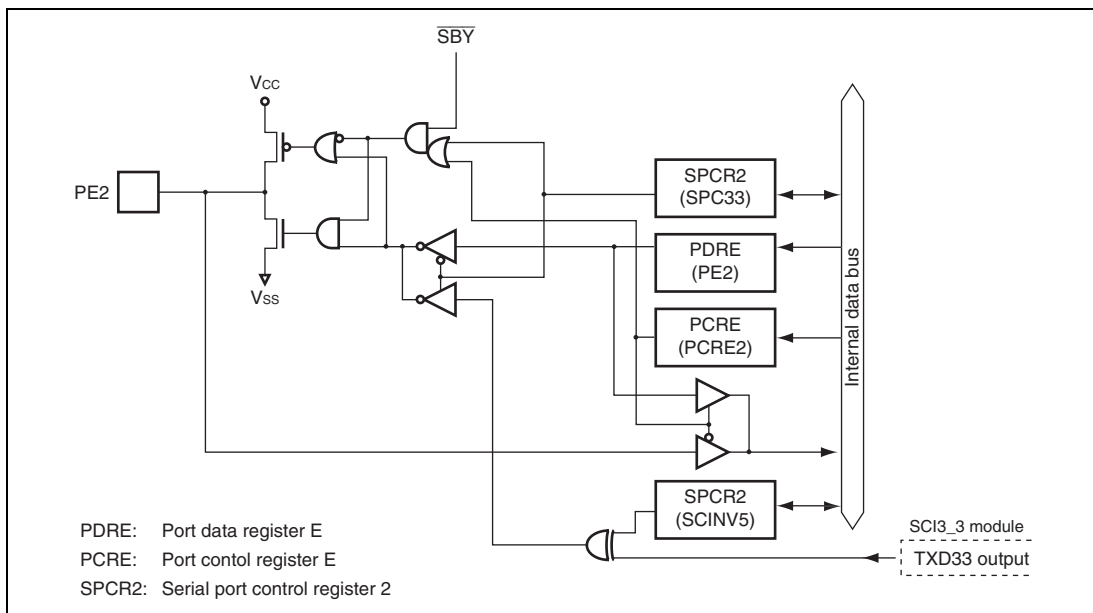 SBY
VCC
PE2
VSS
SPCR2
(SPC33)
PDRE
(PE2)
PCRE
(PCRE2)
SPCR2
(SCINV5)
Internal data bus
SCI3_3 module
TXD33 output
PDRE: Port data register E
PCRE: Port contol register E
SPCR2: Serial port control register 2